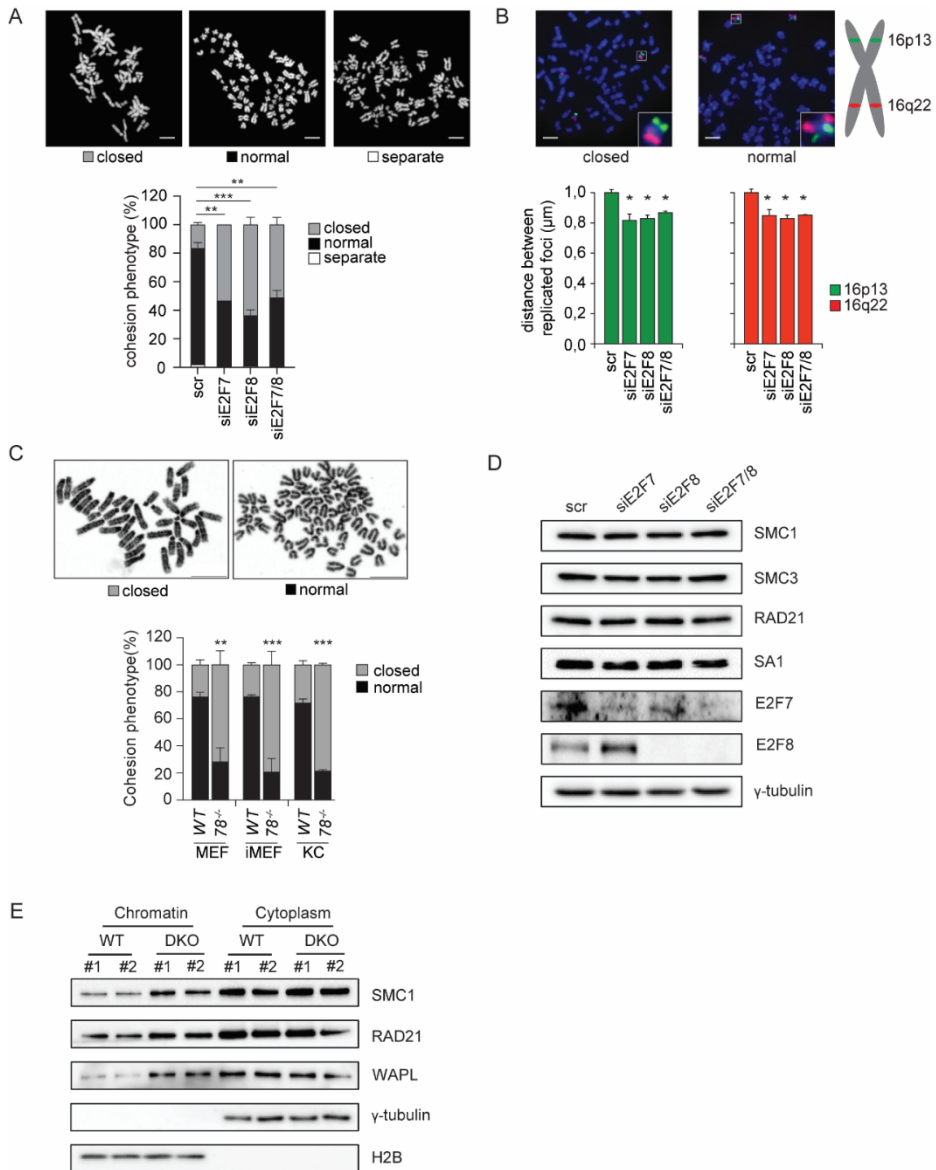 A
closed
normal
separate
cohesion phenotype (%)
120
100
80
60
40
20
0
**
***
**
closed
normal
separate
scr
siE2F7
siE2F8
siE2F7/8
B
16p13
16q22
closed
normal
distance between
replicated foci (µm)
1,0
0,8
0,6
0,4
0,2
0,0
* * *
* * *
16p13
16q22
scr
siE2F7
siE2F8
siE2F7/8
scr
siE2F7
siE2F8
siE2F7/8
C
closed
normal
Cohesion phenotype(%)
120
100
80
60
40
20
0
** *** ***
closed
normal
WT
78-/-
WT
78-/-
WT
78-/-
MEF iMEF KC
D
scr siE2F7 siE2F8 siE2F7/8
SMC1
SMC3
RAD21
SA1
E2F7
E2F8
γ-tubulin
E
Chromatin Cytoplasm
WT DKO WT DKO
#1 #2 #1 #2 #1 #2 #1 #2
SMC1
RAD21
WAPL
γ-tubulin
H2B